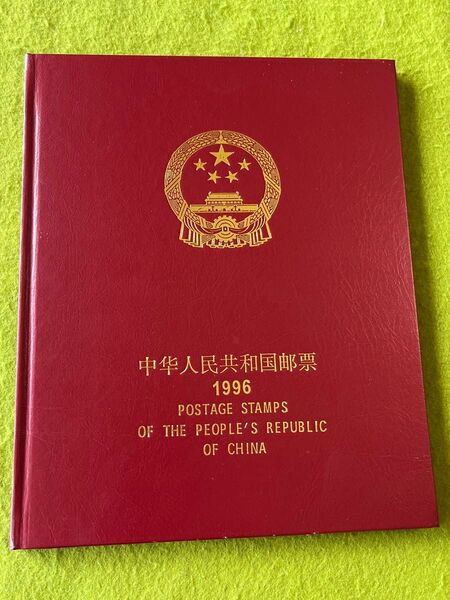 中华人民共和国邮票
1996
POSTAGE STAMPS
OF THE PEOPLE'S REPUBLIC
OF CHINA